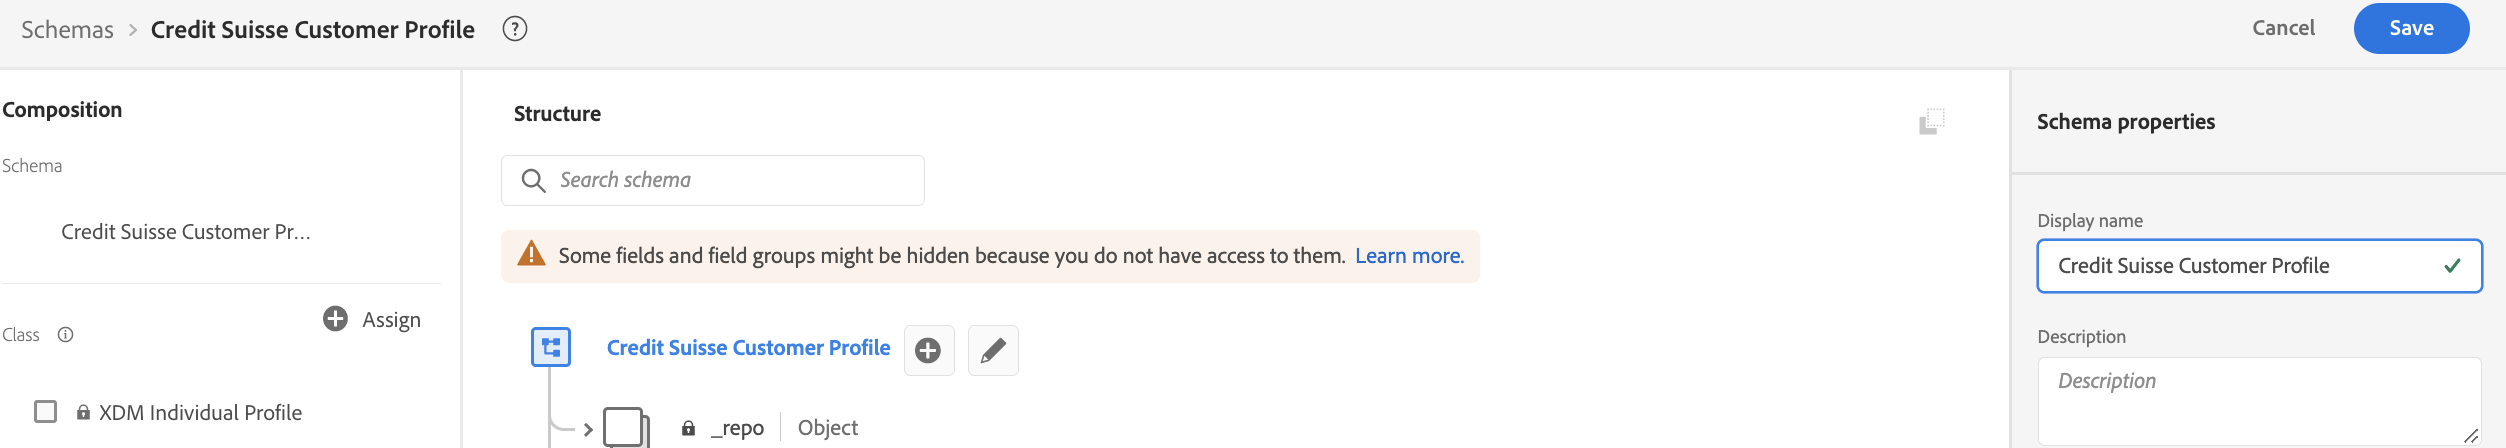 Schemas > Credit Suisse Customer Profile ?
Cancel
Save
Composition
Schema
Credit Suisse Customer Pr...
Class
Assign
XDM Individual Profile
Structure
Search schema
Some fields and field groups might be hidden because you do not have access to them. Learn more.
Credit Suisse Customer Profile
_repo Object
Schema properties
Display name
Credit Suisse Customer Profile
Description
Description